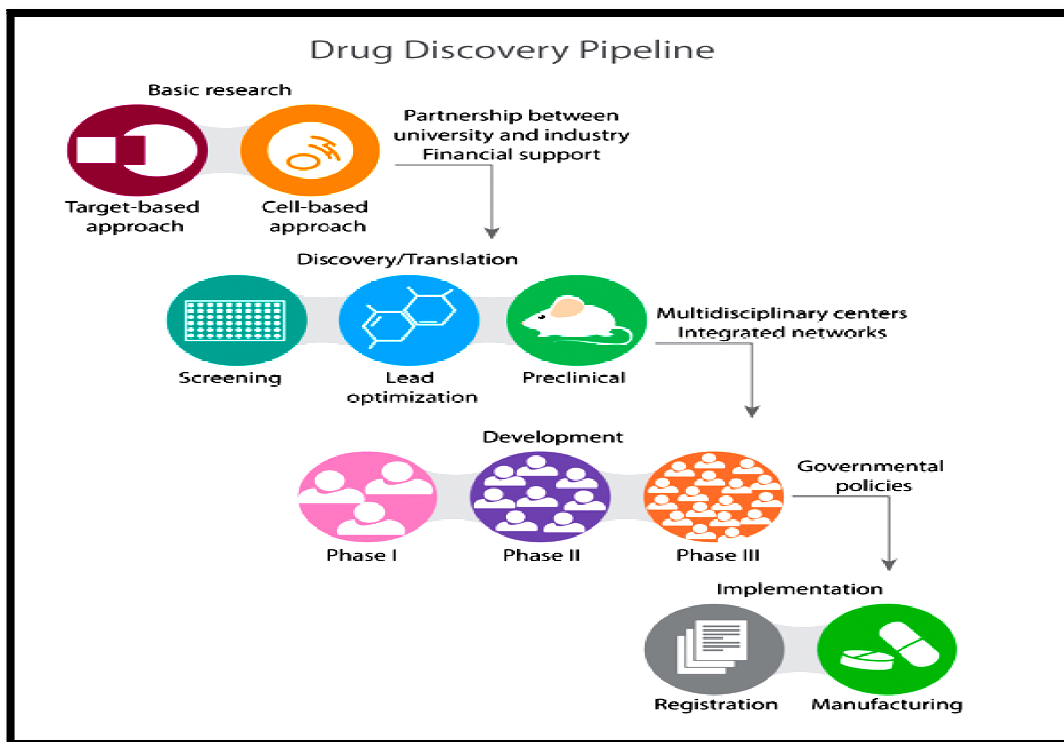 Drug Discovery Pipeline
Basic research
Target-based
approach
Cell-based
approach
Partnership between
university and industry
Financial support
Discovery/Translation
Screening
Lead
optimization
Preclinical
Multidisciplinary centers
Integrated networks
Development
Phase I
Phase II
Phase III
Governmental
policies
Implementation
Registration
Manufacturing